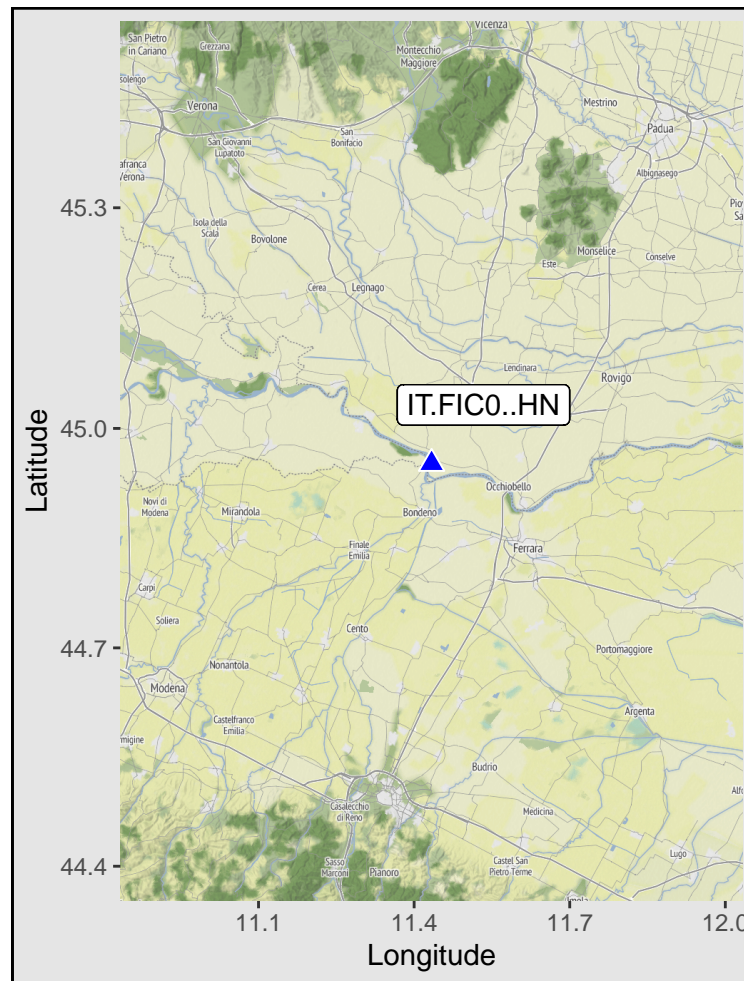 Vicenza
San Pietro
in Cariano
Grezzana
Montecchio
Maggiore
Verona
Mestrino
Padua
San Giovanni
Lupatoto
San
Bonifacio
Albignasego
afranca
Verona
45.3
Isola della
Scala
Bovolone
Monselice
Este
Conselve
Cerea
Legnago
Lendinara
Rovigo
IT.FIC0..HN
45.0
Latitude
Occhiobello
Novi di
Modena
Mirandola
Bondeno
Finale
Emilia
Ferrara
Carpi
Soliera
Cento
44.7
Nonantola
Portomaggiore
Modena
Argenta
Castelfranco
Emilia
Budrio
Casalecchio
di Reno
Medicina
Sasso
Marconi
Pianoro
Castel San
Pietro Terme
Lugo
44.4
11.1
11.4
11.7
12.0
Longitude